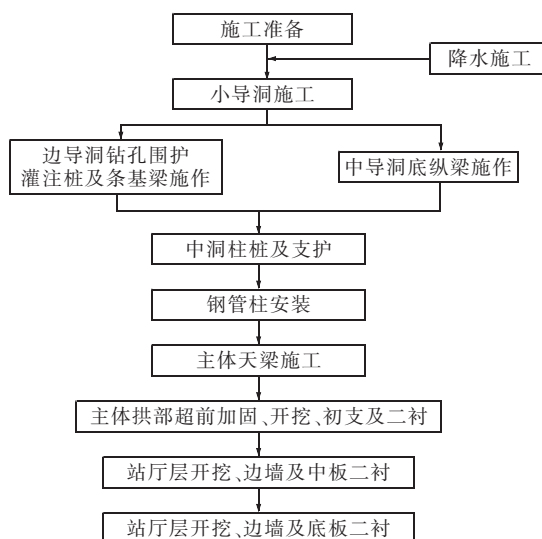 施工准备
降水施工
小导洞施工
边导洞钻孔围护
灌注桩及条基梁施作
中导洞底纵梁施作
中洞柱桩及支护
钢管柱安装
主体天梁施工
主体拱部超前加固、开挖、初支及二衬
站厅层开挖、边墙及中板二衬
站厅层开挖、边墙及底板二衬